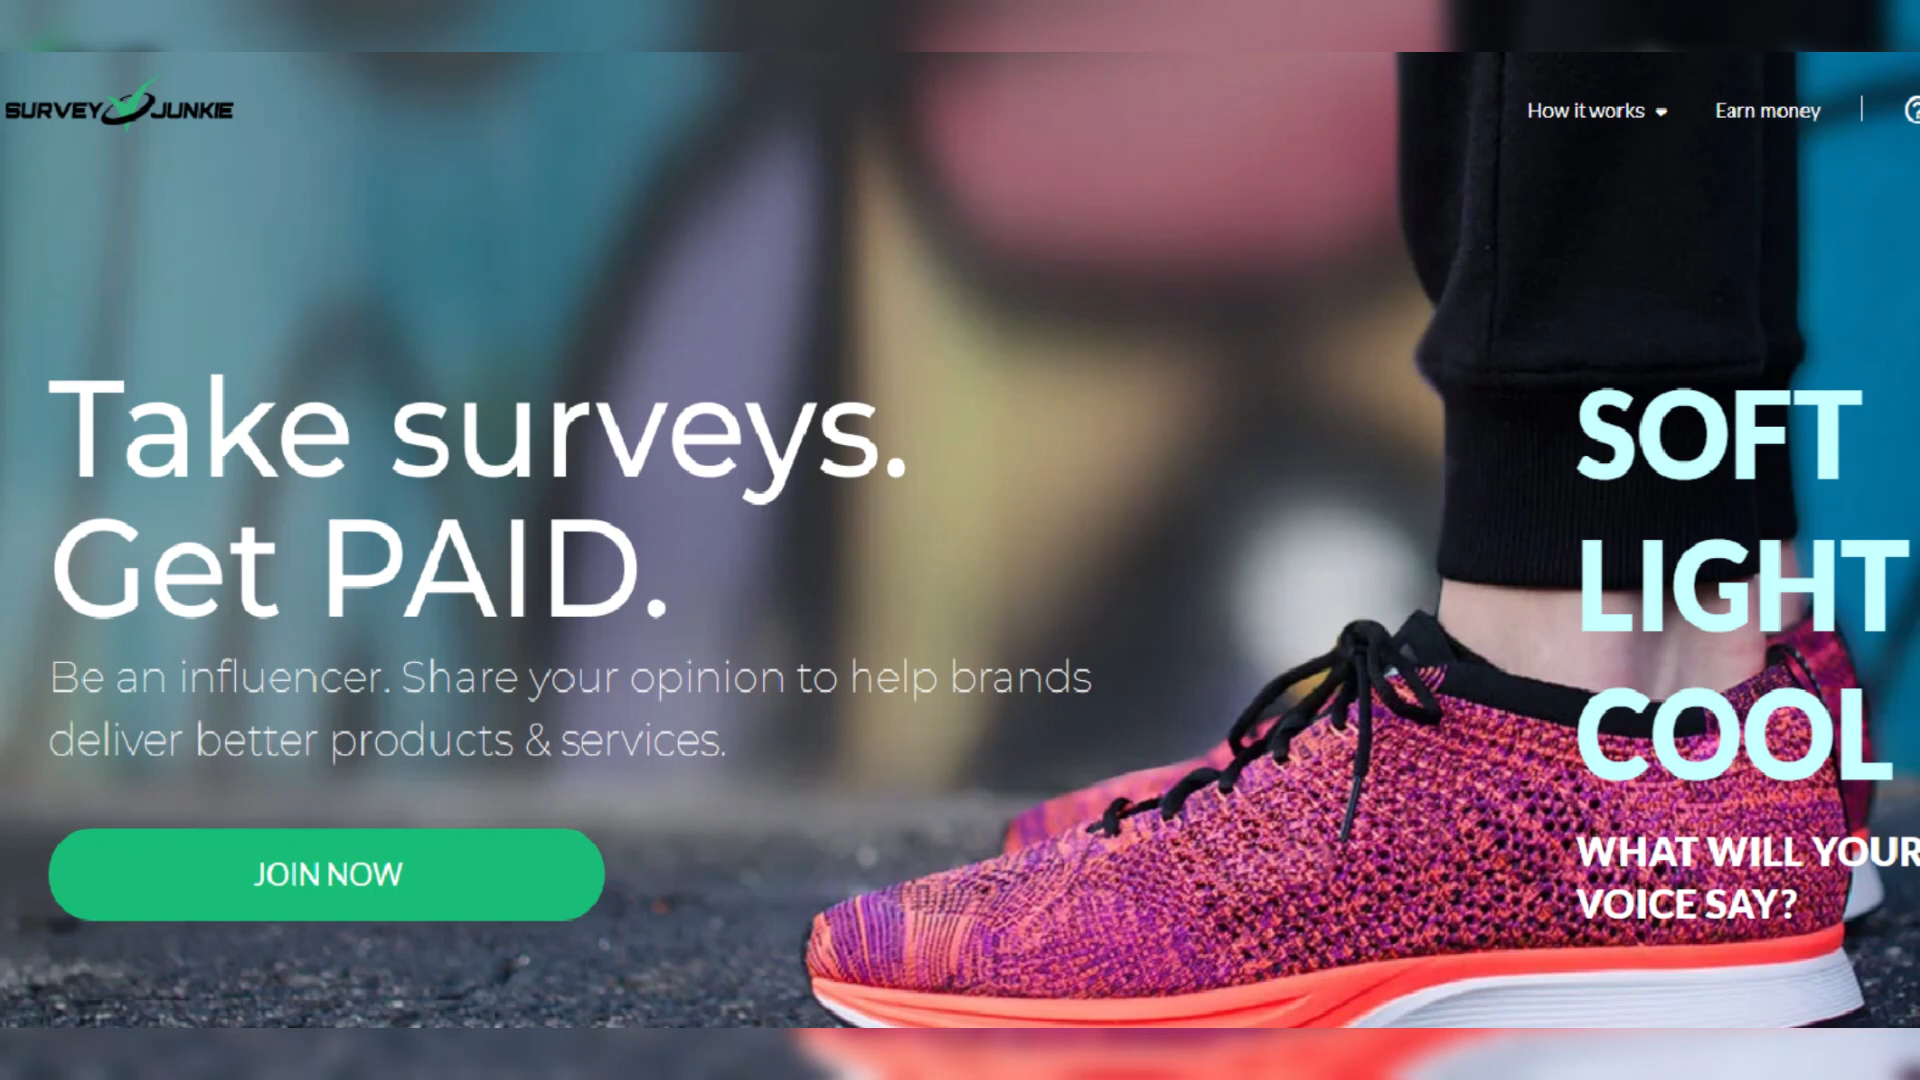 SURVEY JUNKIE
How it works
Earn money
Take surveys.
Get PAID.
Be an influencer. Share your opinion to help brands
deliver better products & services.
JOIN NOW
SOFT
LIGHT
COOL
WHAT WILL YOUR
VOICE SAY?